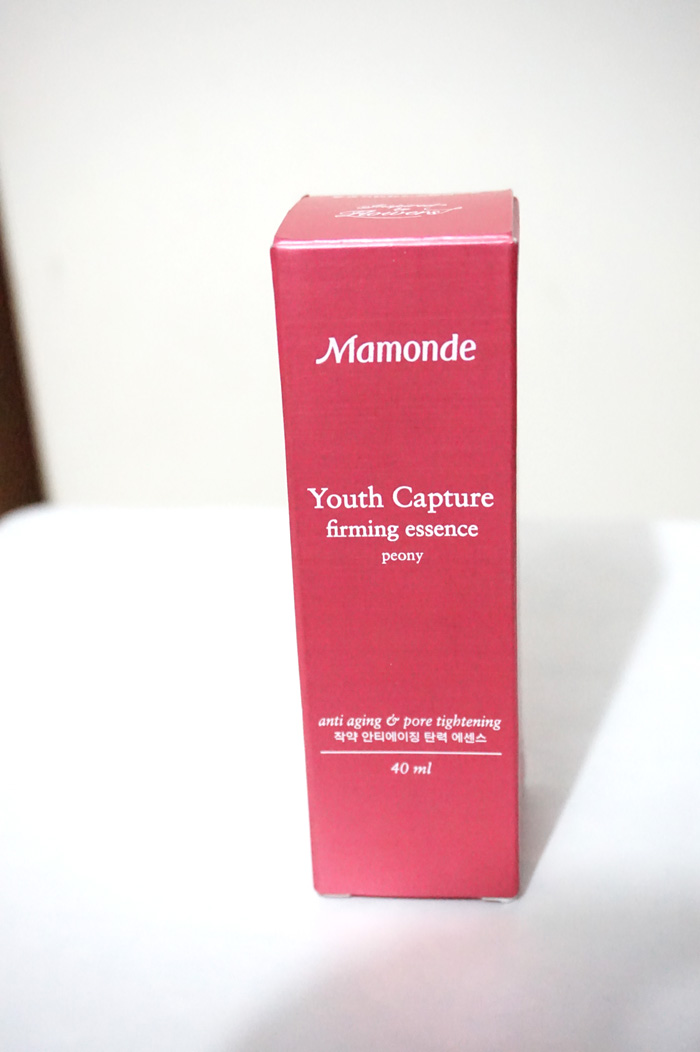 Flowers
Mamonde
Youth Capture
firming essence
peony
anti aging & pore tightening
작약 안티에이징 탄력 에센스
40 ml